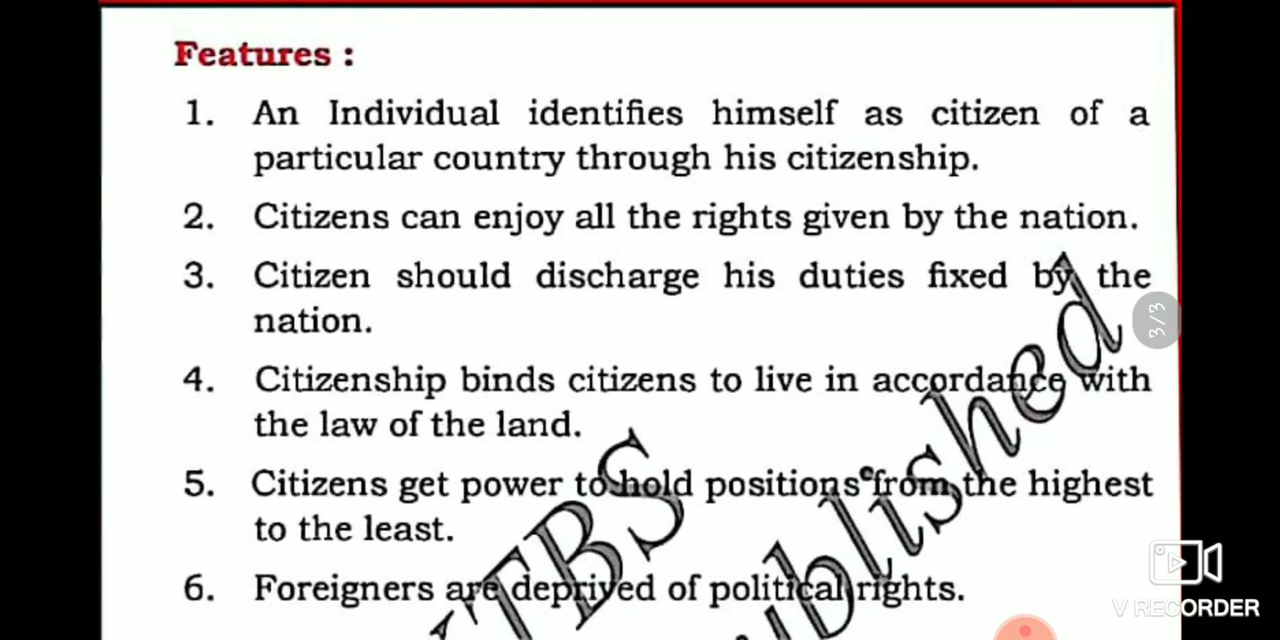 Features :
1. An Individual identifies himself as citizen of a
particular country through his citizenship.
2. Citizens can enjoy all the rights given by the nation.
3. Citizen should discharge his duties fixed by the
nation.
4. Citizenship binds citizens to live in accordance with
the law of the land.
5. Citizens get power to hold positions from the highest
to the least.
6. Foreigners are deprived of political rights.
TBS
ublished
3/3
V RECORDER